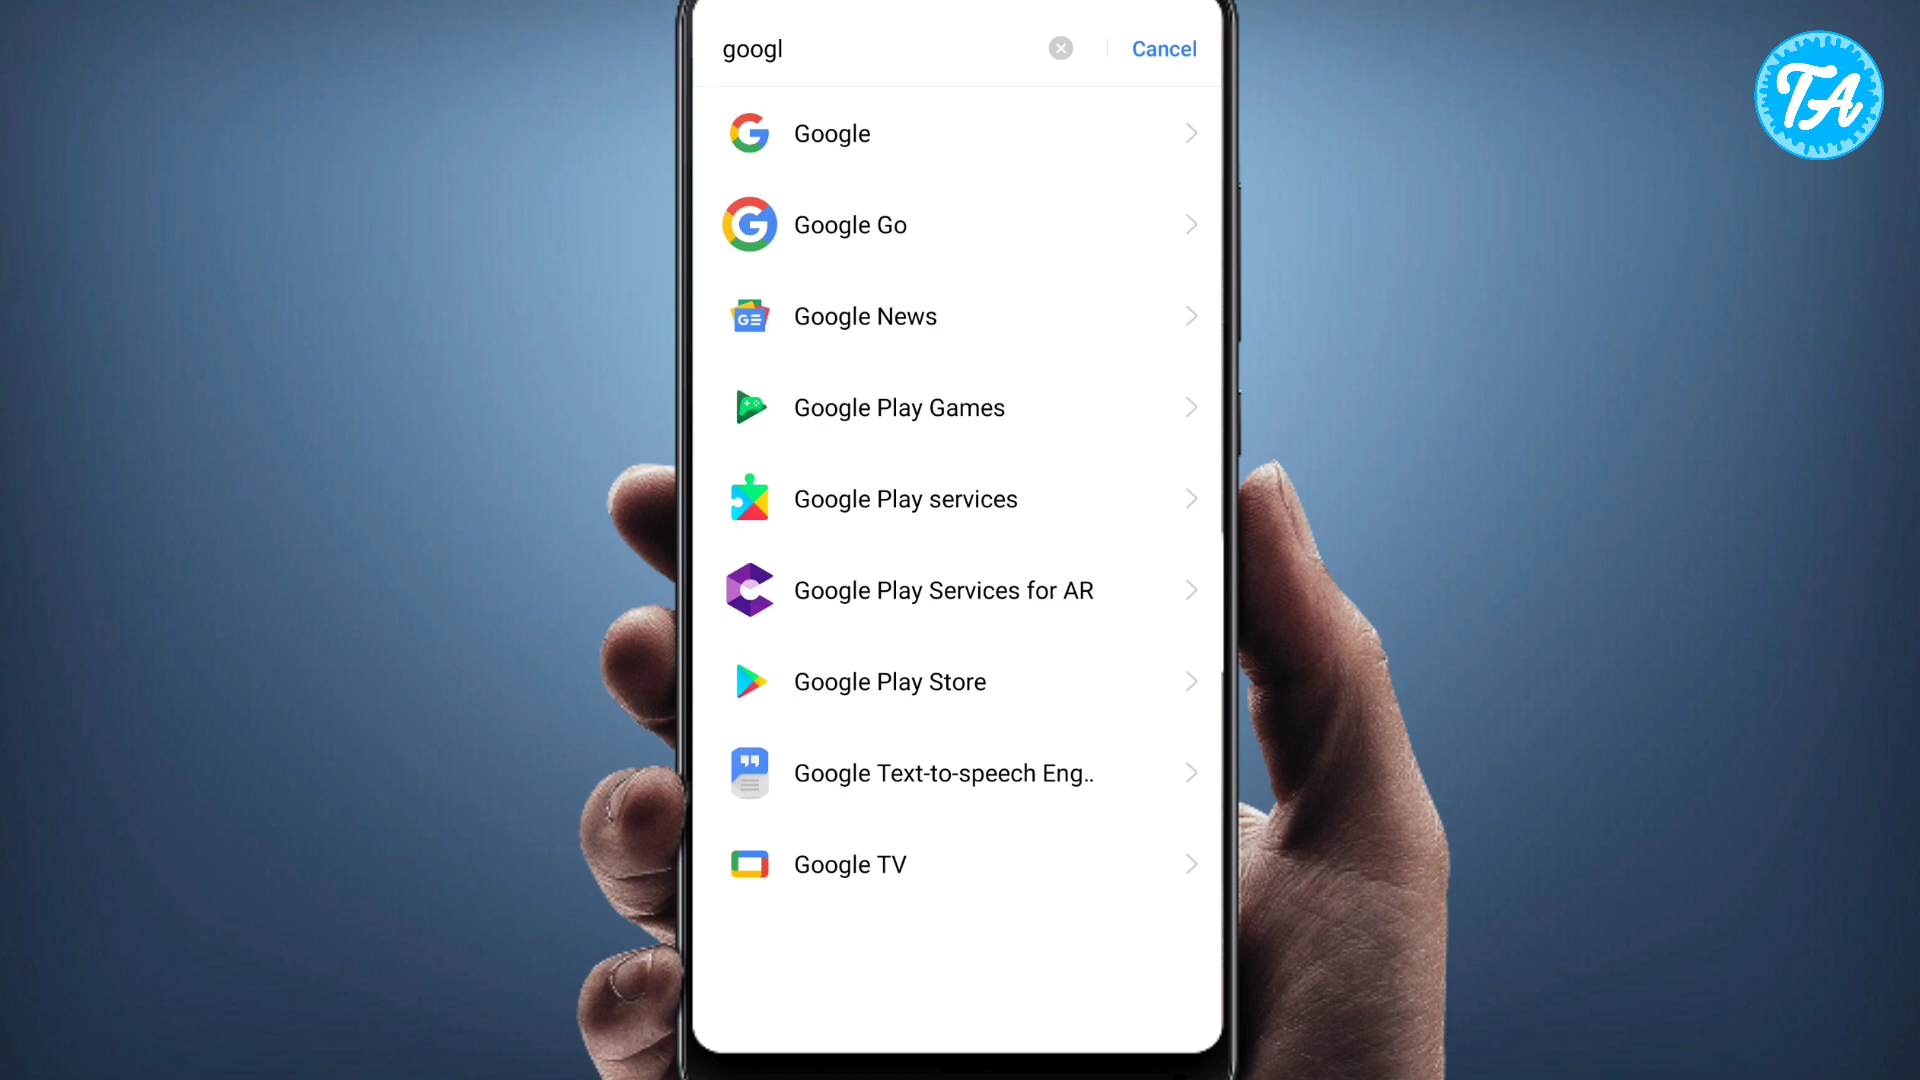 googl
Cancel
TA
Google
Google Go
Google News
Google Play Games
Google Play services
Google Play Services for AR
Google Play Store
Google Text-to-speech Eng..
Google TV